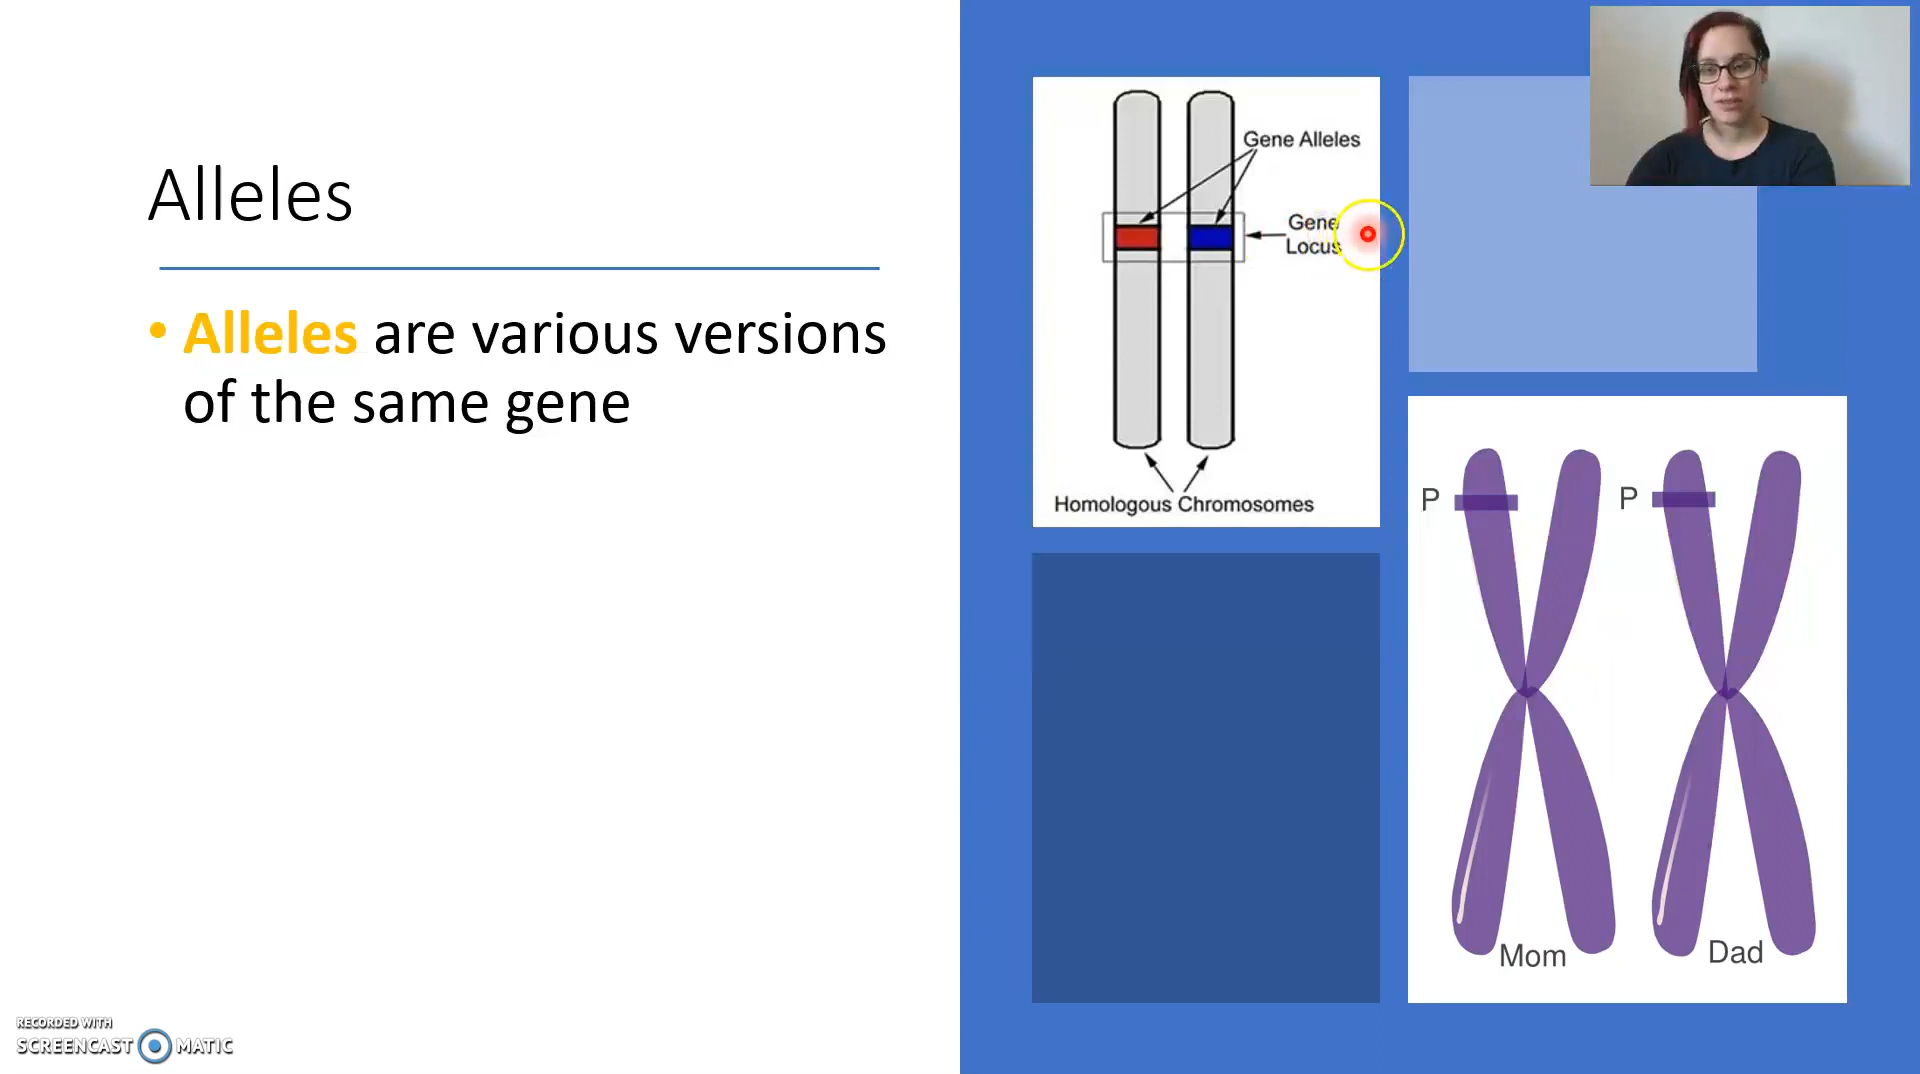 Alleles
• Alleles are various versions
of the same gene
Gene Alleles
Gene
Locus
Homologous Chromosomes
P
P
Mom
Dad
RECORDED WITH
SCREENCAST MATIC